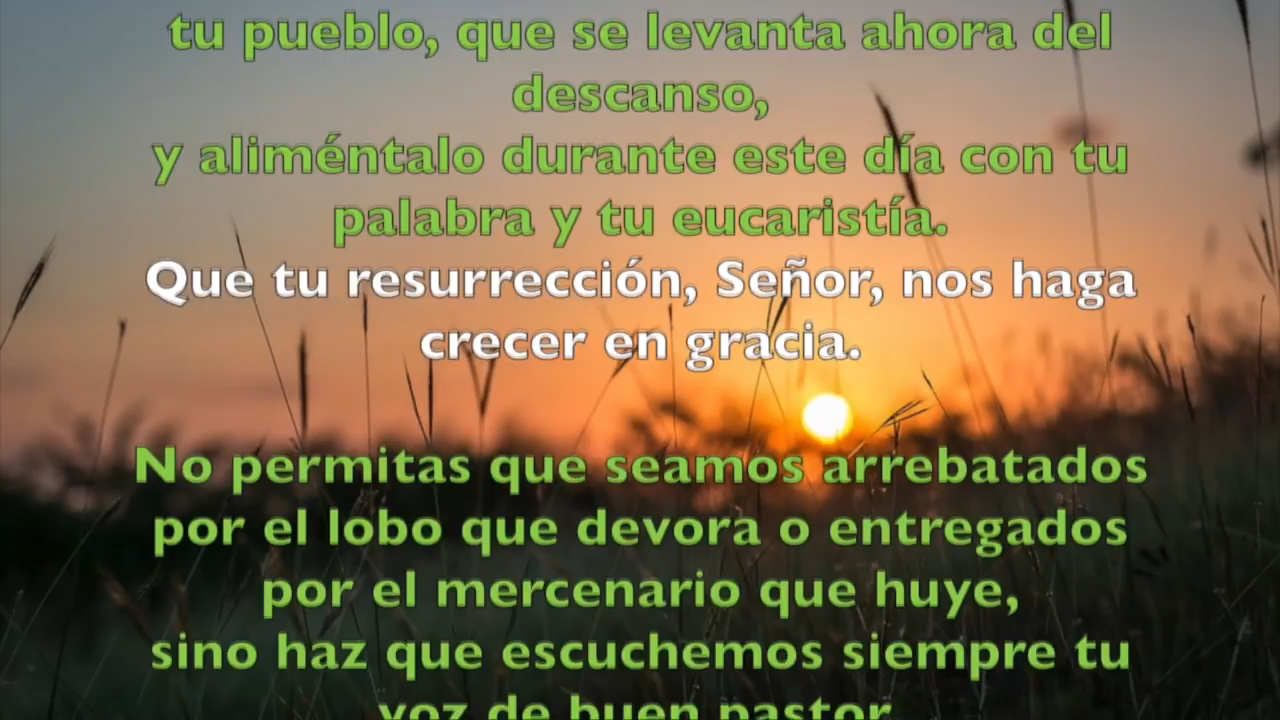 tu pueblo, que se levanta ahora del
descanso,
y aliméntalo durante este día con tu
palabra y tu eucaristía.
Que tu resurrección, Señor, nos haga
crecer en gracia.
No permitas que seamos arrebatados
por el lobo que devora o entregados
por el mercenario que huye,
sino haz que escuchemos siempre tu
voz de buen pastor